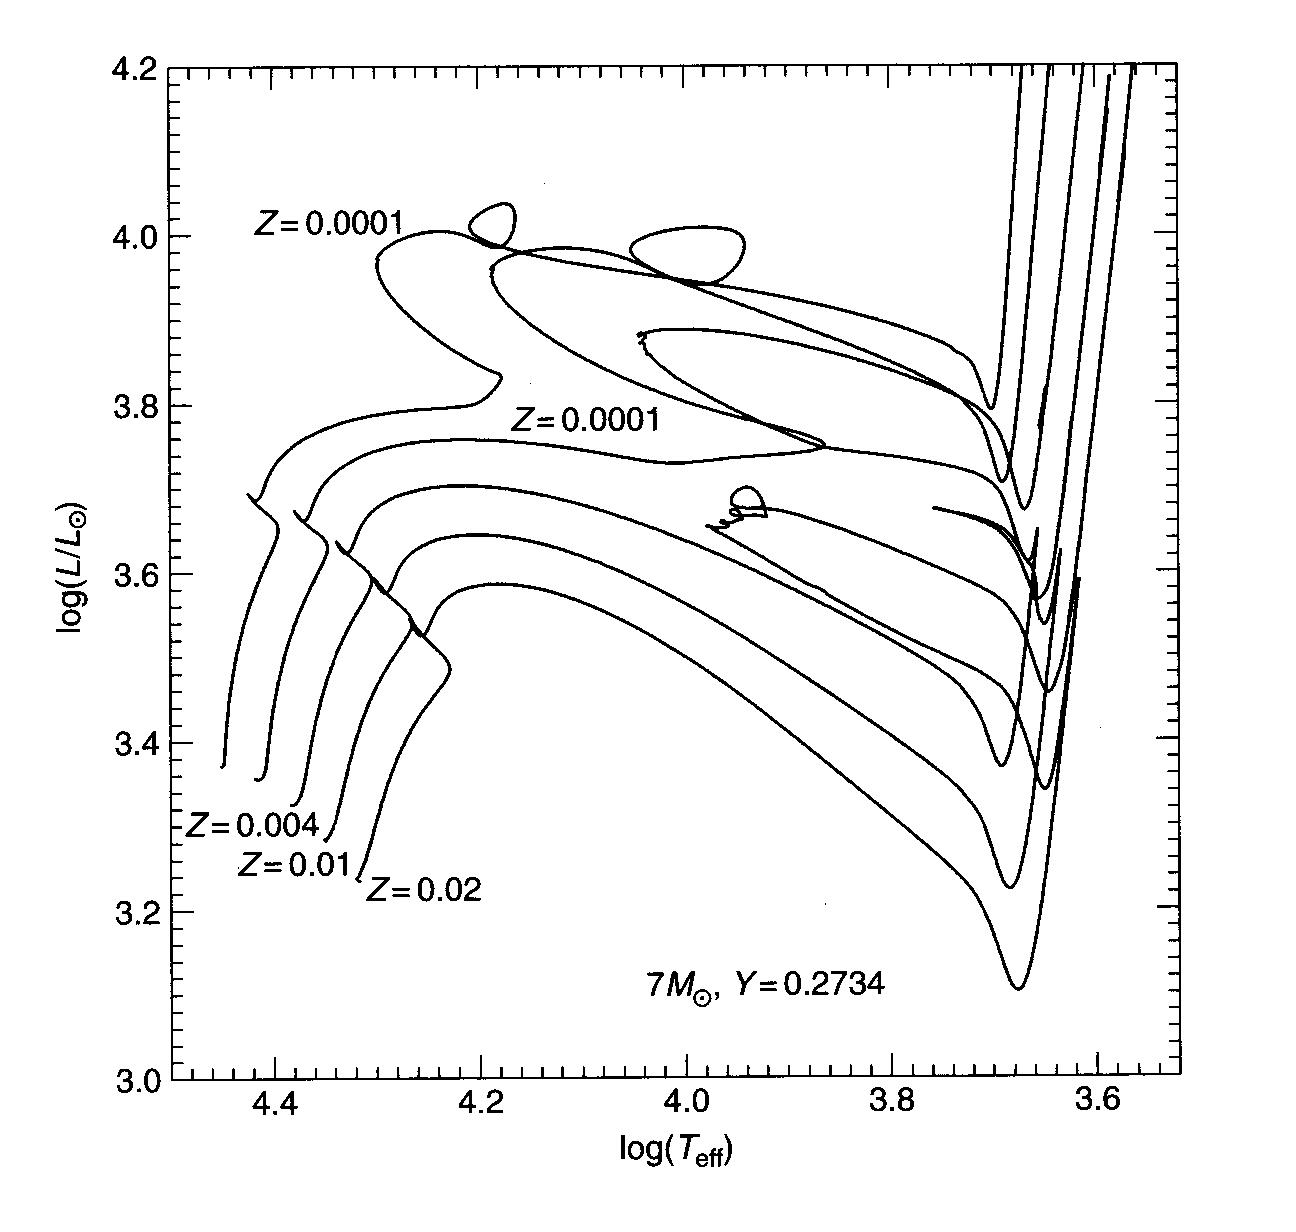 4.2
Z=0.0001
4.0
3.8
Z=0.0001
log(L/L⊙)
3.6
3.4
Z=0.004
Z=0.01
Z=0.02
3.2
7M⊙, Y=0.2734
3.0
4.4 4.2 4.0 3.8 3.6
log(Teff)